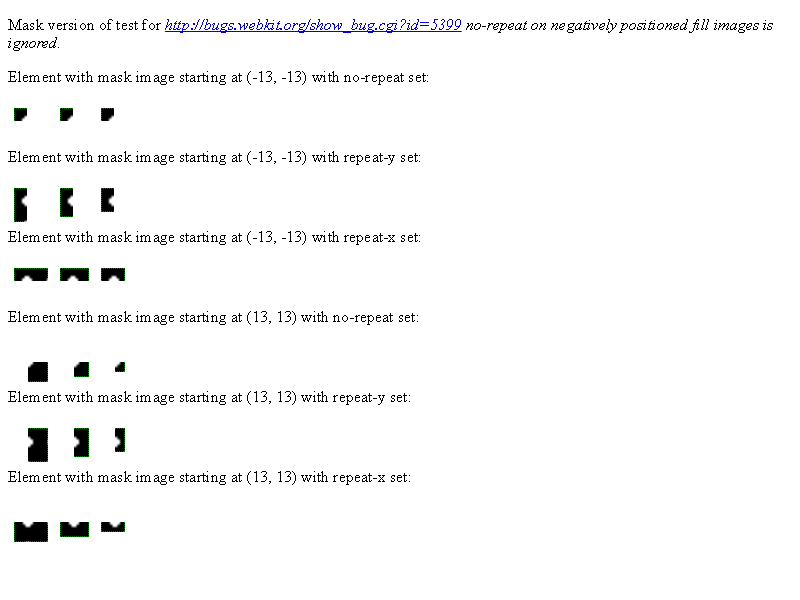 Mask version of test for http://bugs.webkit.org/show_bug.cgi?id=5399 no-repeat on negatively positioned fill images is
ignored.
Element with mask image starting at (-13, -13) with no-repeat set:
Element with mask image starting at (-13, -13) with repeat-y set:
Element with mask image starting at (-13, -13) with repeat-x set:
Element with mask image starting at (13, 13) with no-repeat set:
Element with mask image starting at (13, 13) with repeat-y set:
Element with mask image starting at (13, 13) with repeat-x set: